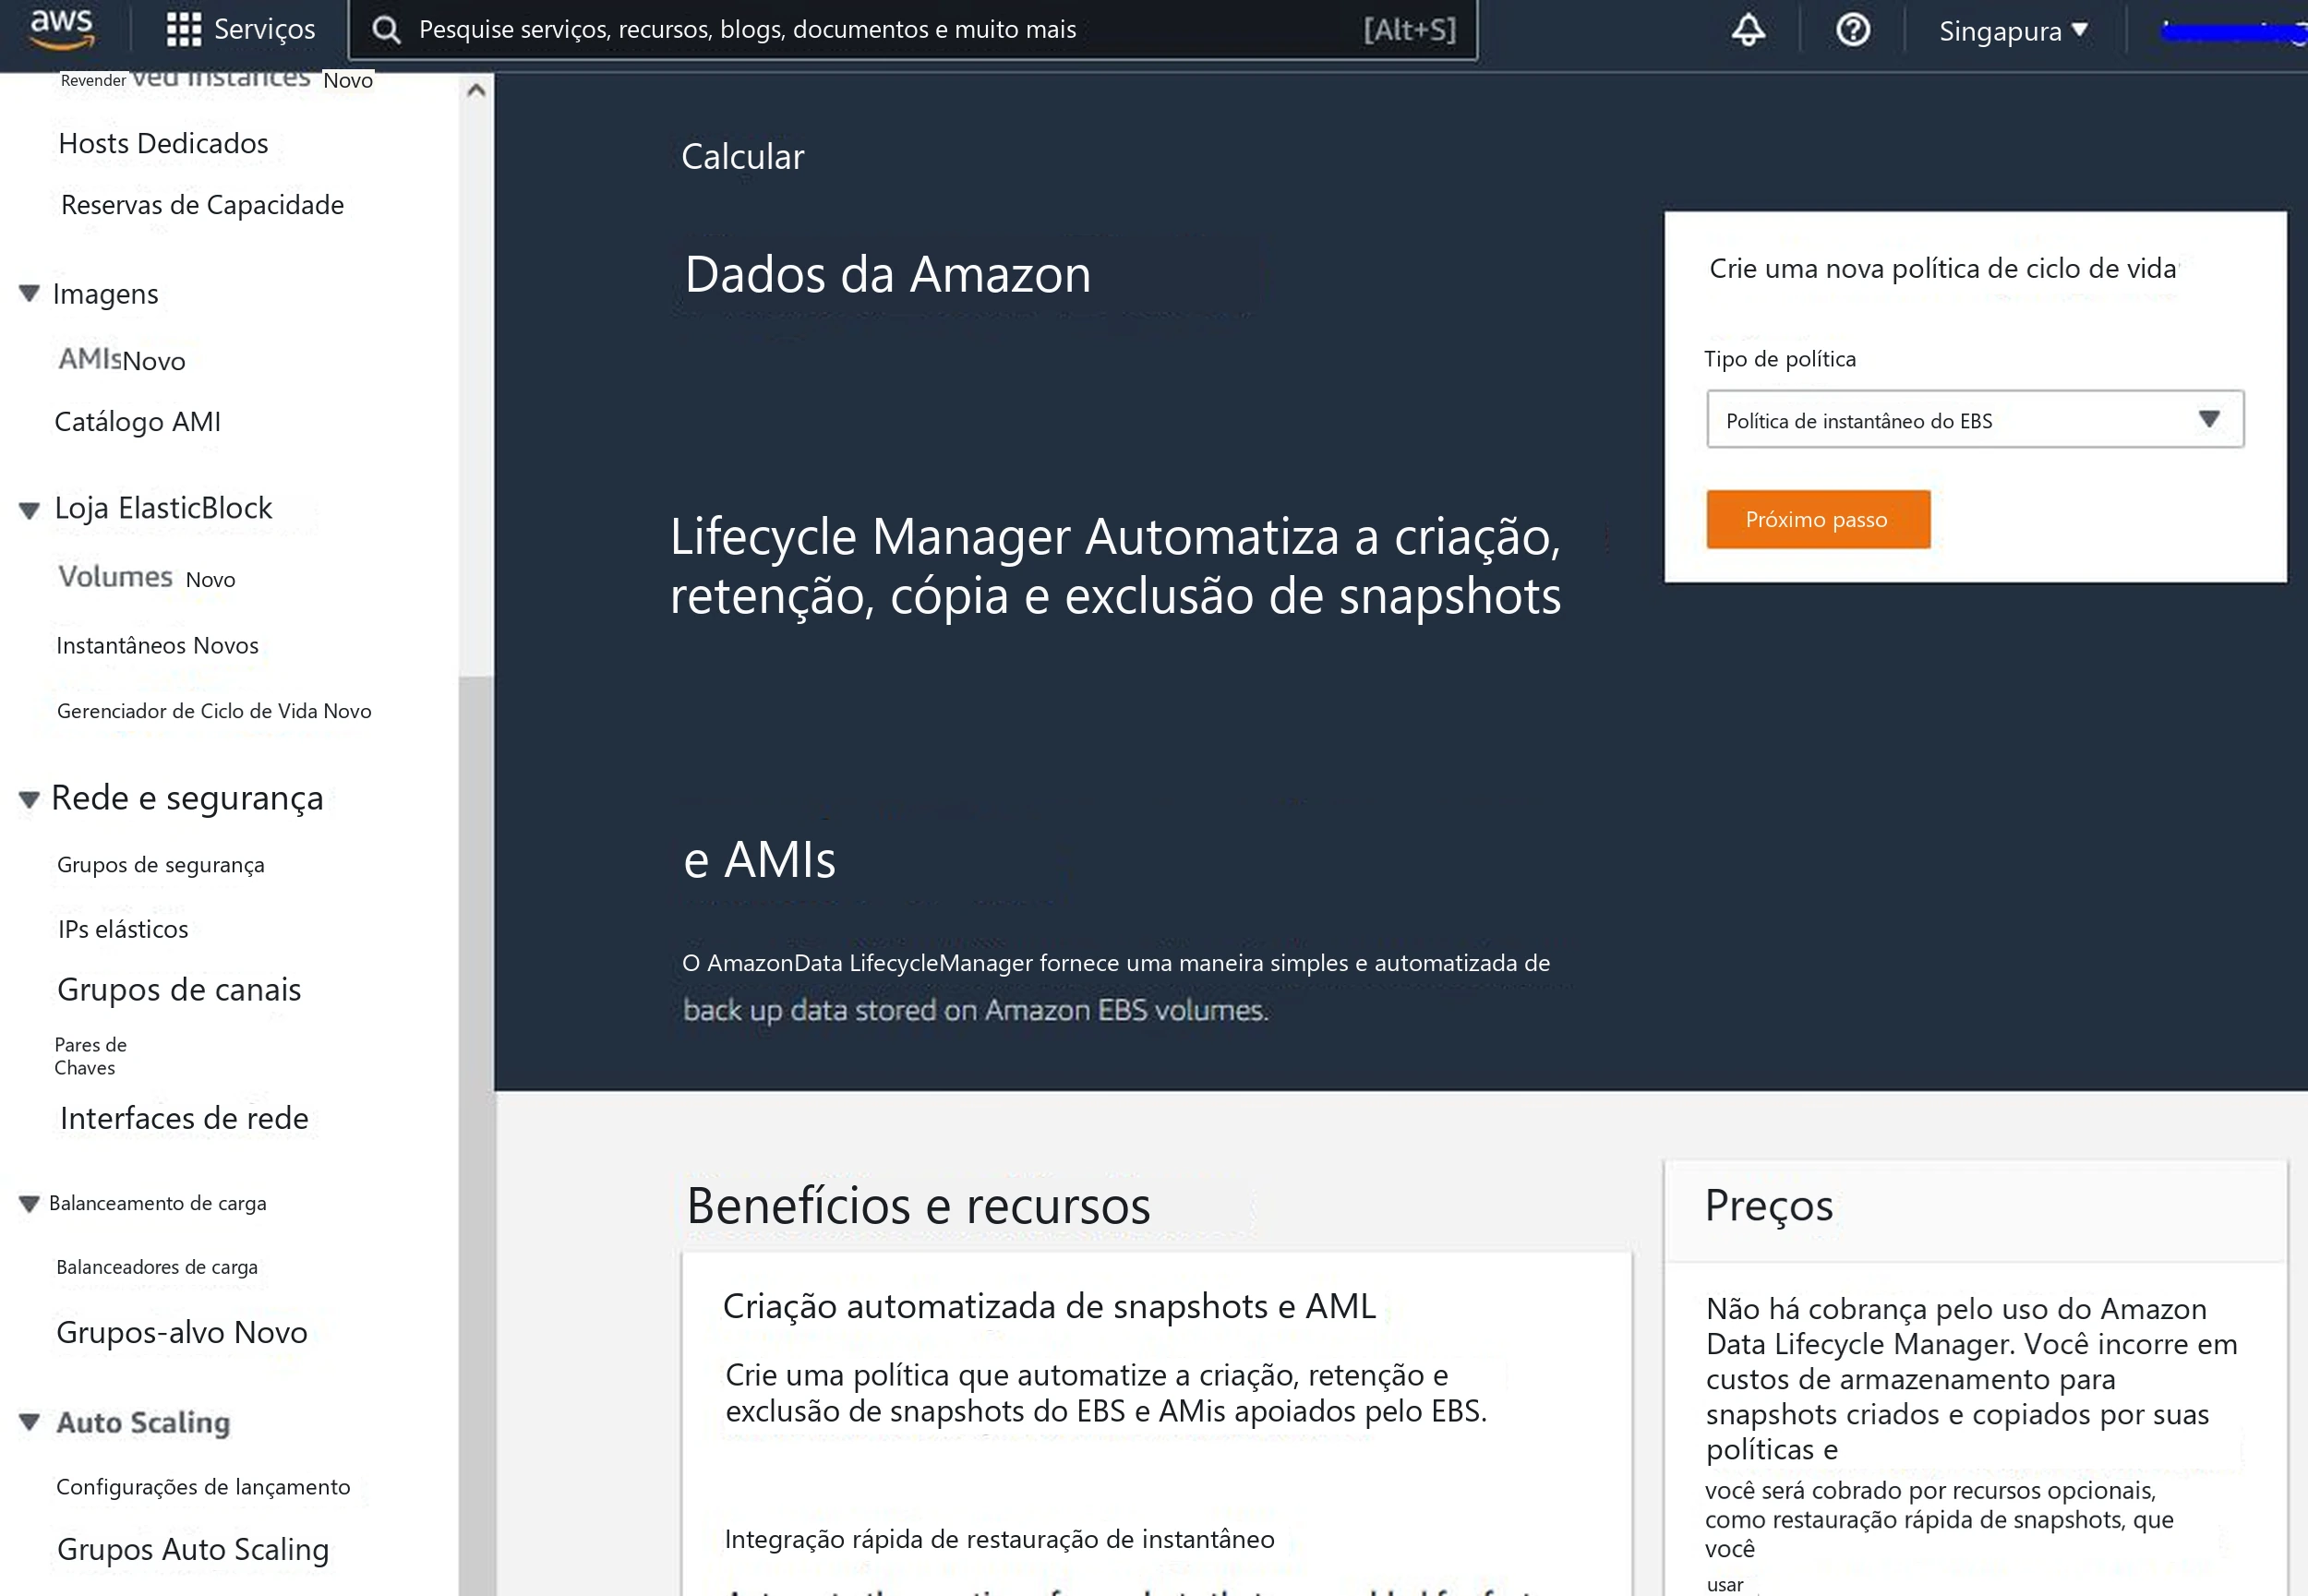 aws
Serviços
Pesquise serviços, recursos, blogs, documentos e muito mais
[Alt+S]
Singapura
Revender ved Instances Novo
Hosts Dedicados
Reservas de Capacidade
Imagens
AMIsNovo
Catálogo AMI
Loja ElasticBlock
Volumes Novo
Instantâneos Novos
Gerenciador de Ciclo de Vida Novo
Rede e segurança
Grupos de segurança
IPs elásticos
Grupos de canais
Pares de
Chaves
Interfaces de rede
Balanceamento de carga
Balanceadores de carga
Grupos-alvo Novo
Auto Scaling
Configurações de lançamento
Grupos Auto Scaling
Calcular
Dados da Amazon
Lifecycle Manager Automatiza a criação,
retenção, cópia e exclusão de snapshots
e AMIs
O AmazonData LifecycleManager fornece uma maneira simples e automatizada de
back up data stored on Amazon EBS volumes.
Crie uma nova política de ciclo de vida
Tipo de política
Política de instantâneo do EBS
Próximo passo
Benefícios e recursos
Criação automatizada de snapshots e AML
Crie uma política que automatize a criação, retenção e
exclusão de snapshots do EBS e AMis apoiados pelo EBS.
Integração rápida de restauração de instantâneo
Preços
Não há cobrança pelo uso do Amazon
Data Lifecycle Manager. Você incorre em
custos de armazenamento para
snapshots criados e copiados por suas
políticas e
você será cobrado por recursos opcionais,
como restauração rápida de snapshots, que
você
usar